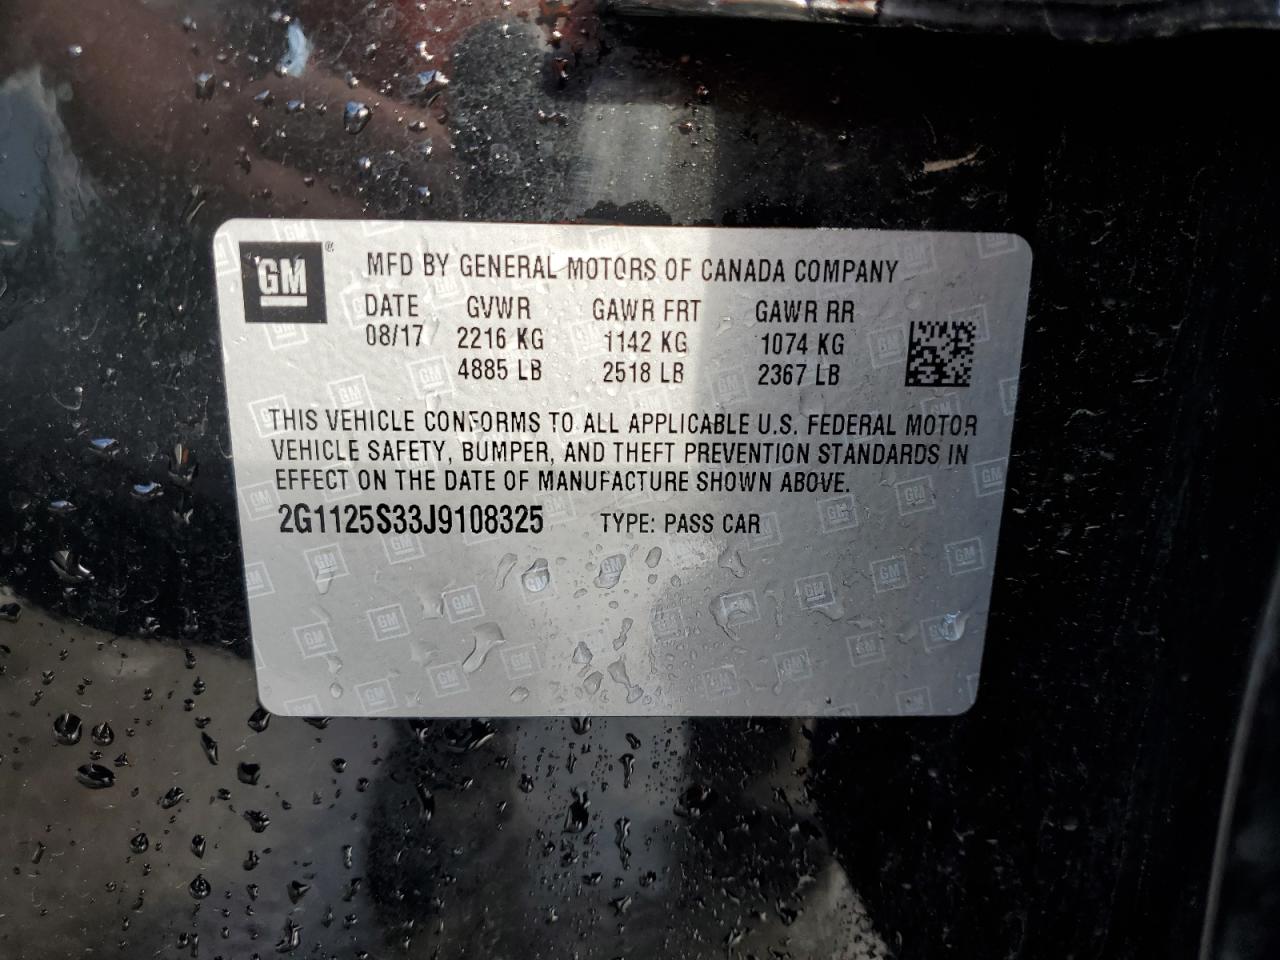 GM ® MFD BY GENERAL MOTORS OF CANADA COMPANY
DATE GVWR GAWR FRT GAWR RR
08/17 2216 KG 1142 KG 1074 KG
4885 LB 2518 LB 2367 LB
THIS VEHICLE CONFORMS TO ALL APPLICABLE U.S. FEDERAL MOTOR
VEHICLE SAFETY, BUMPER, AND THEFT PREVENTION STANDARDS IN
EFFECT ON THE DATE OF MANUFACTURE SHOWN ABOVE.
2G1125S33J9108325 TYPE: PASS CAR